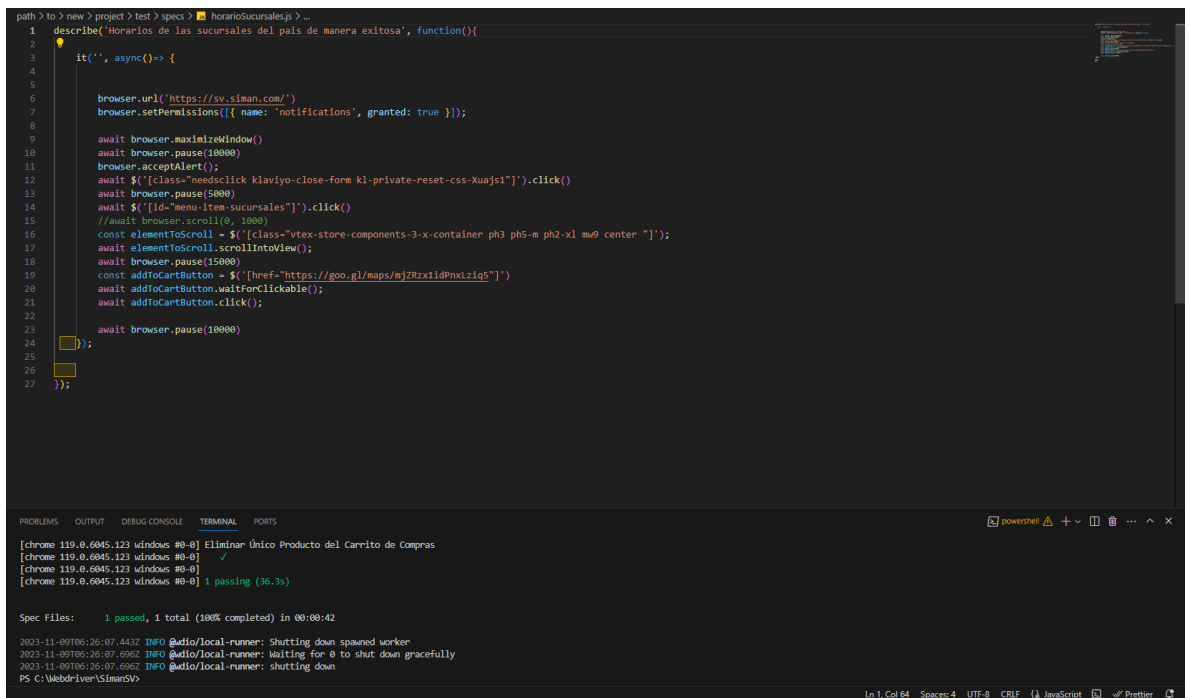 path > to > new > project > test > specs > horarioSucursales.js > ...
1 describe('Horarios de las sucursales del pais de manera exitosa', function(){
2
3 it('', async()=> {
4
5
6 browser.url('https://sv.siman.com/')
7 browser.setPermissions([{ name: 'notifications', granted: true }]);
8
9 await browser.maximizeWindow()
10 await browser.pause(10000)
11 browser.acceptAlert();
12 await $('[class="needsclick klaviyo-close-form kl-private-reset-css-Xuajs1"]').click()
13 await browser.pause(5000)
14 await $('[id="menu-item-sucursales"]').click()
15 //await browser.scroll(0, 1000)
16 const elementToScroll = $('[class="vtex-store-components-3-x-container ph3 ph5-m ph2-xl mw9 center "]');
17 await elementToScroll.scrollIntoView();
18 await browser.pause(15000)
19 const addToCartButton = $('[href="https://goo.gl/maps/mjZRzx1idPnxLziq5"]')
20 await addToCartButton.waitForClickable();
21 await addToCartButton.click();
22
23 await browser.pause(10000)
24 });
25
26
27 });
PROBLEMS OUTPUT DEBUG CONSOLE TERMINAL PORTS powershell
[chrome 119.0.6045.123 windows #0-0] Eliminar Único Producto del Carrito de Compras
[chrome 119.0.6045.123 windows #0-0] ✓
[chrome 119.0.6045.123 windows #0-0]
[chrome 119.0.6045.123 windows #0-0] 1 passing (36.3s)
Spec Files: 1 passed, 1 total (100% completed) in 00:00:42
2023-11-09T06:26:07.443Z INFO @wdio/local-runner: Shutting down spawned worker
2023-11-09T06:26:07.696Z INFO @wdio/local-runner: Waiting for 0 to shut down gracefully
2023-11-09T06:26:07.696Z INFO @wdio/local-runner: shutting down
PS C:\Webdriver\SimanSV>
Ln 1, Col 64 Spaces: 4 UTF-8 CRLF {} JavaScript Prettier